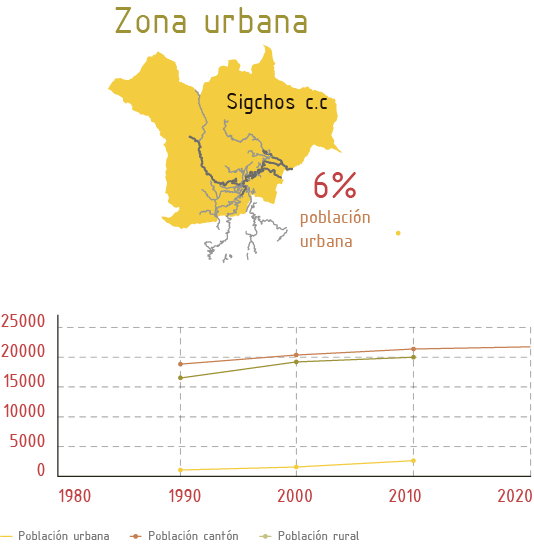 Zona urbana
Sigchos c.c
6%
población
urbana
25000
20000
15000
10000
5000
0
1980 1990 2000 2010 2020
Población urbana Población cantón Población rural